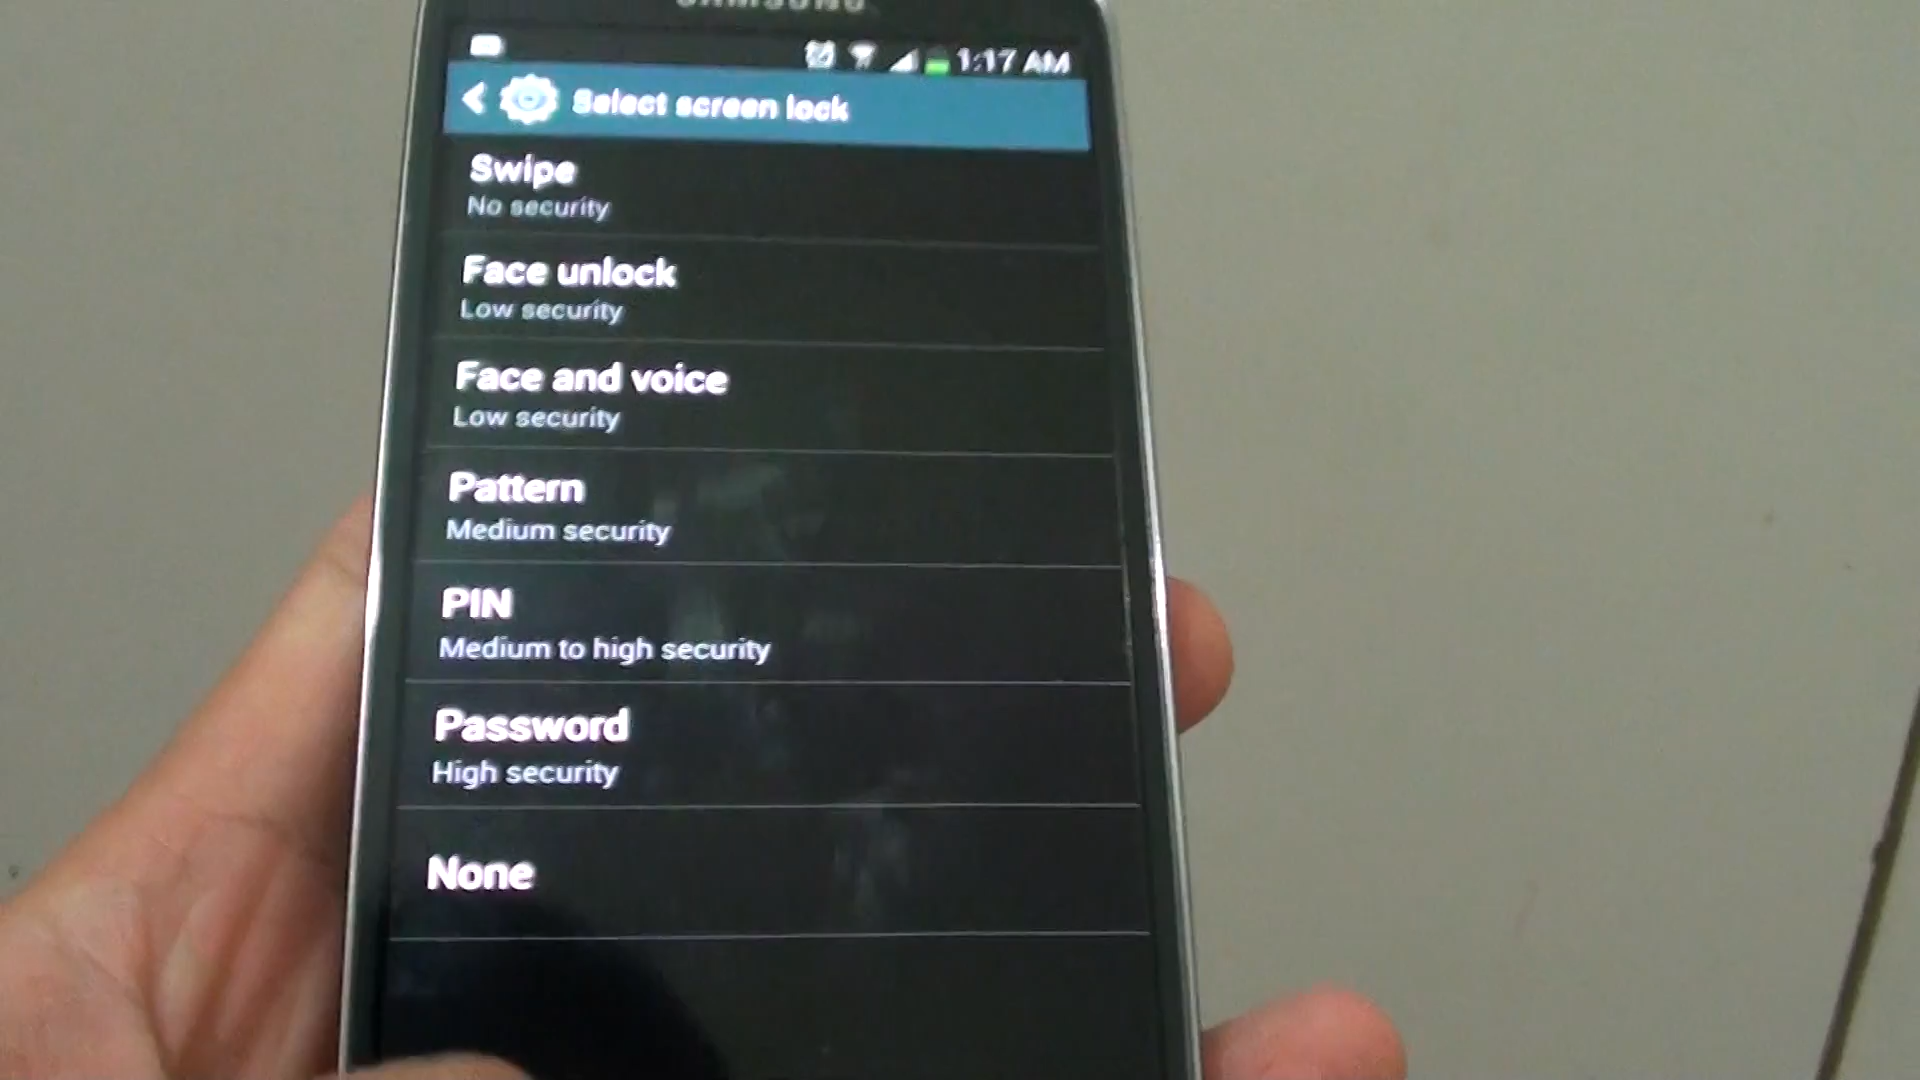 SAMSUNG
1:17 AM
Select screen lock
Swipe
No security
Face unlock
Low security
Face and voice
Low security
Pattern
Medium security
PIN
Medium to high security
Password
High security
None